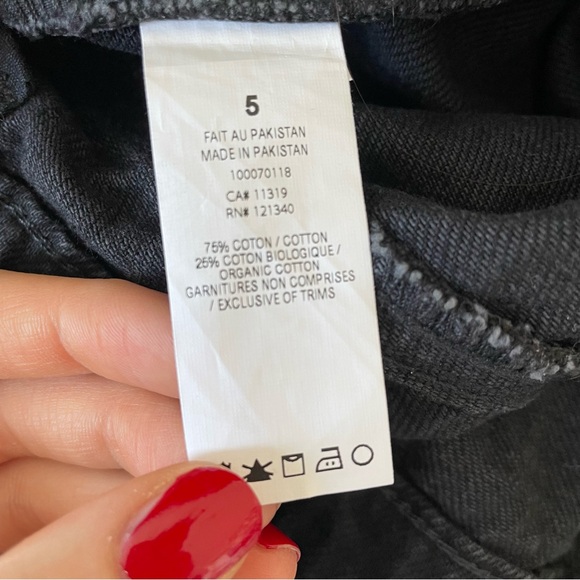 5
FAIT AU PAKISTAN
MADE IN PAKISTAN
100070118
CA# 11319
RN# 121340
75% COTON / COTTON
25% COTON BIOLOGIQUE /
ORGANIC COTTON
GARNITURES NON COMPRISES
/ EXCLUSIVE OF TRIMS